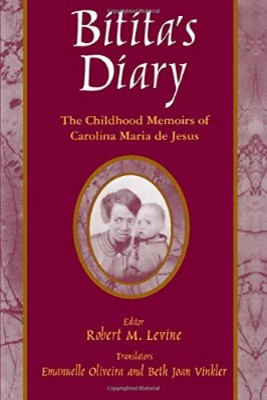 Bitita's
Diary
The Childhood Memoirs of
Carolina Maria de Jesus
Editor
Robert M. Levine
Translators
Emanuelle Oliveira and Beth Joan Vinkler